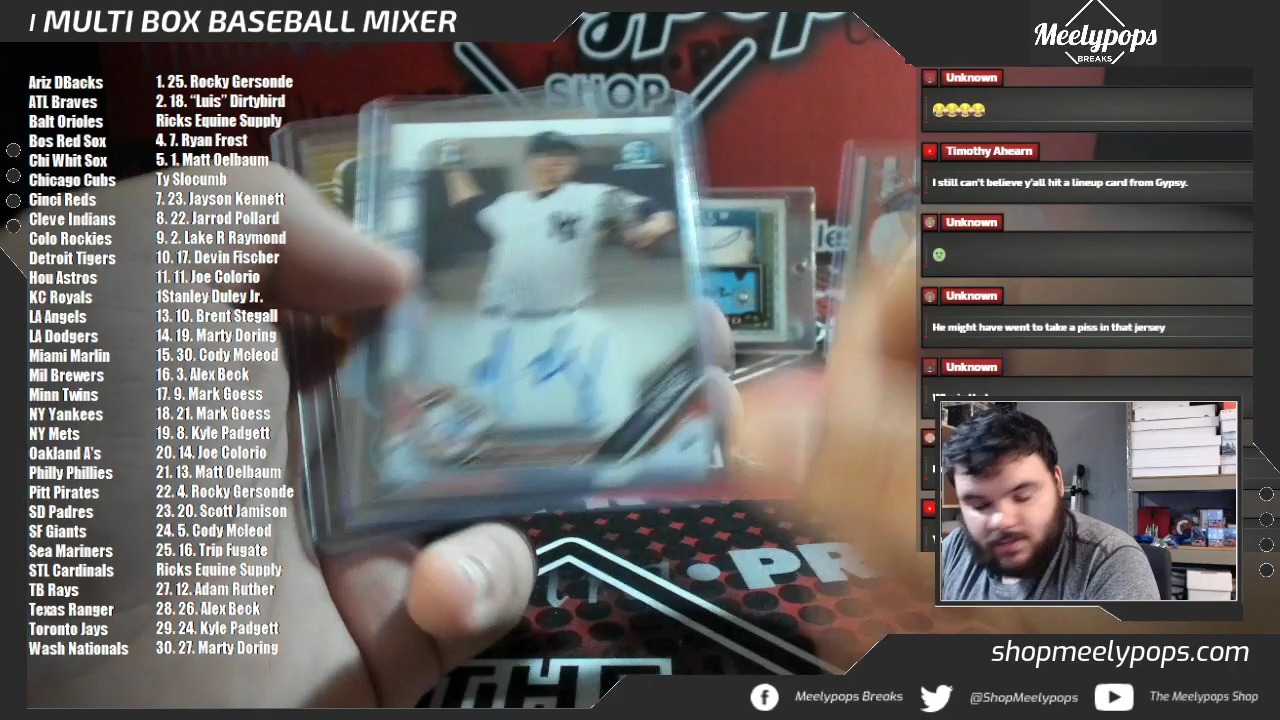 MULTI BOX BASEBALL MIXER
Meelypops
BREAKS
SHOP
Ariz DBacks 1. 25. Rocky Gersonde
ATL Braves 2. 18. “Luis” Dirtybird
Balt Orioles Ricks Equine Supply
Bos Red Sox 4. 7. Ryan Frost
Chi Whit Sox 5. 1. Matt Oelbaum
Chicago Cubs Ty Slocumb
Cinci Reds 7. 23. Jayson Kennett
Cleve Indians 8. 22. Jarrod Pollard
Colo Rockies 9. 2. Lake R Raymond
Detroit Tigers 10. 17. Devin Fischer
Hou Astros 11. 11. Joe Colorio
KC Royals 1Stanley Duley Jr.
LA Angels 13. 10. Brent Stegall
LA Dodgers 14. 19. Marty Doring
Miami Marlin 15. 30. Cody Mcleod
Mil Brewers 16. 3. Alex Beck
Minn Twins 17. 9. Mark Goess
NY Yankees 18. 21. Mark Goess
NY Mets 19. 8. Kyle Padgett
Oakland A's 20. 14. Joe Colorio
Philly Phillies 21. 13. Matt Oelbaum
Pitt Pirates 22. 4. Rocky Gersonde
SD Padres 23. 20. Scott Jamison
SF Giants 24. 5. Cody Mcleod
Sea Mariners 25. 16. Trip Fugate
STL Cardinals Ricks Equine Supply
TB Rays 27. 12. Adam Ruther
Texas Ranger 28. 26. Alex Beck
Toronto Jays 29. 24. Kyle Padgett
Wash Nationals 30. 27. Marty Doring
Unknown
Timothy Ahearn
I still can't believe y'all hit a lineup card from Gypsy.
Unknown
Unknown
He might have went to take a piss in that jersey
Unknown
PR
THE
shopmeelypops.com
Meelypops Breaks
@ShopMeelypops
The Meelypops Shop